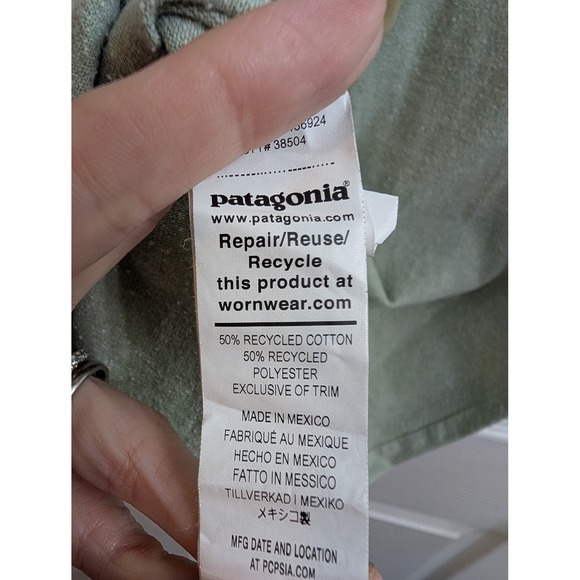 38504
patagonia®
www.patagonia.com
Repair/Reuse/
Recycle
this product at
wornwear.com
50% RECYCLED COTTON
50% RECYCLED
POLYESTER
EXCLUSIVE OF TRIM
MADE IN MEXICO
FABRIQUÉ AU MEXIQUE
HECHO EN MEXICO
FATTO IN MESSICO
TILLVERKAD I MEXIKO
メキシコ製
MFG DATE AND LOCATION
AT PCPSIA.COM